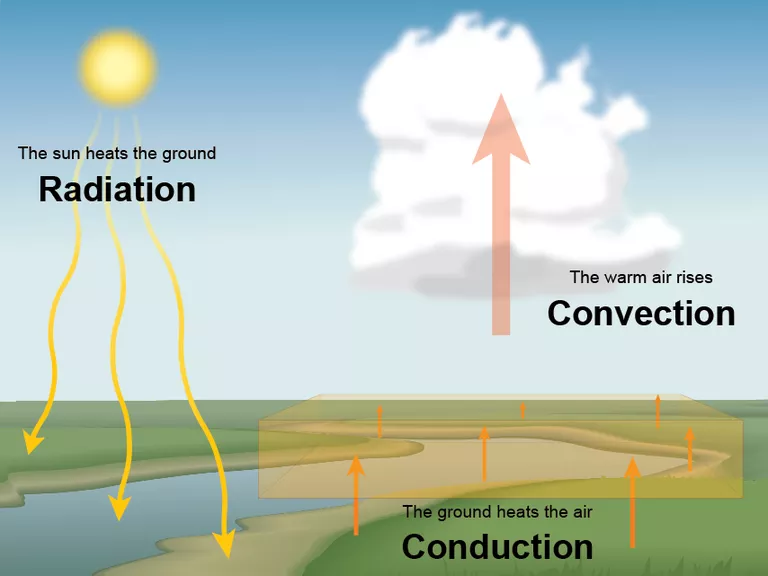 The sun heats the ground
Radiation
The warm air rises
Convection
The ground heats the air
Conduction